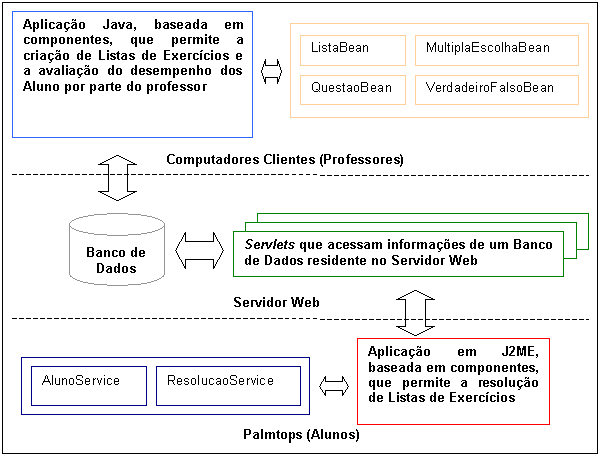 Aplicação Java, baseada em
componentes, que permite a
criação de Listas de Exercícios e
a avaliação do desempenho dos
Aluno por parte do professor
ListaBean
MultiplaEscolhaBean
QuestaoBean
VerdadeiroFalsoBean
Computadores Clientes (Professores)
Banco de
Dados
Servlets que acessam informações de um Banco
de Dados residente no Servidor Web
Servidor Web
AlunoService
ResolucaoService
Aplicação em J2ME,
baseada em componentes,
que permite a resolução
de Listas de Exercícios
Palmtops (Alunos)